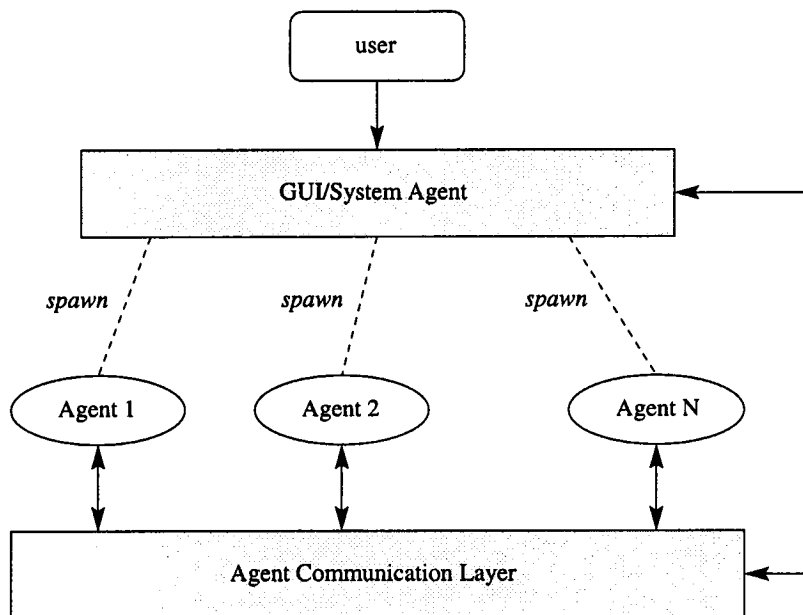 user
GUI/System Agent
spawn
spawn
spawn
Agent 1
Agent 2
Agent N
Agent Communication Layer